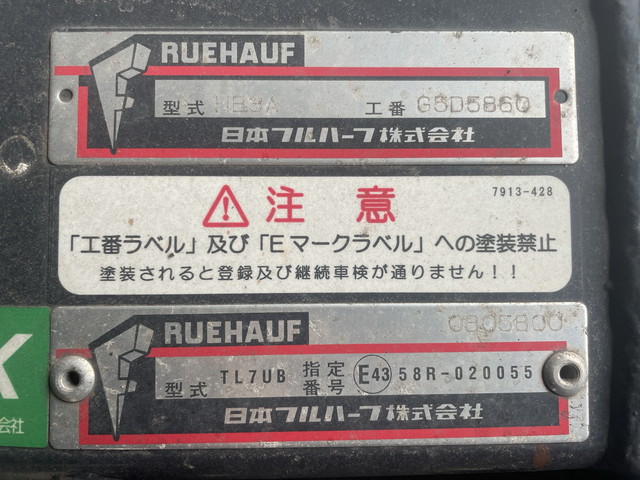 FRUEHAUF
型式 工番 G5D5860
日本フルハーフ株式会社
注意 7913-428
「工番ラベル」及び「Eマークラベル」への塗装禁止
塗装されると登録及び継続車検が通りません！！
FRUEHAUF
型式 TL7UB 指定番号 E43 58R-020055
日本フルハーフ株式会社
K
会社